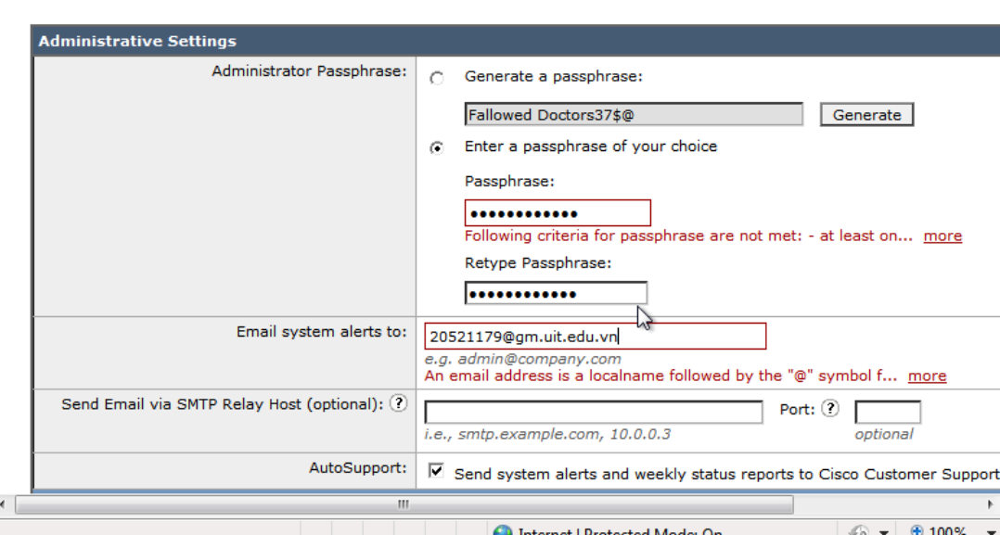 Administrative Settings
Administrator Passphrase:
Generate a passphrase:
Fallowed Doctors37$@
Generate
Enter a passphrase of your choice
Passphrase:
••••••••••••
Following criteria for passphrase are not met: - at least on... more
Retype Passphrase:
••••••••••••
Email system alerts to:
20521179@gm.uit.edu.vn
e.g. admin@company.com
An email address is a localname followed by the "@" symbol f... more
Send Email via SMTP Relay Host (optional): ?
Port: ?
i.e., smtp.example.com, 10.0.0.3
optional
AutoSupport:
Send system alerts and weekly status reports to Cisco Customer Support
Internet | Protected Mode: On
100%